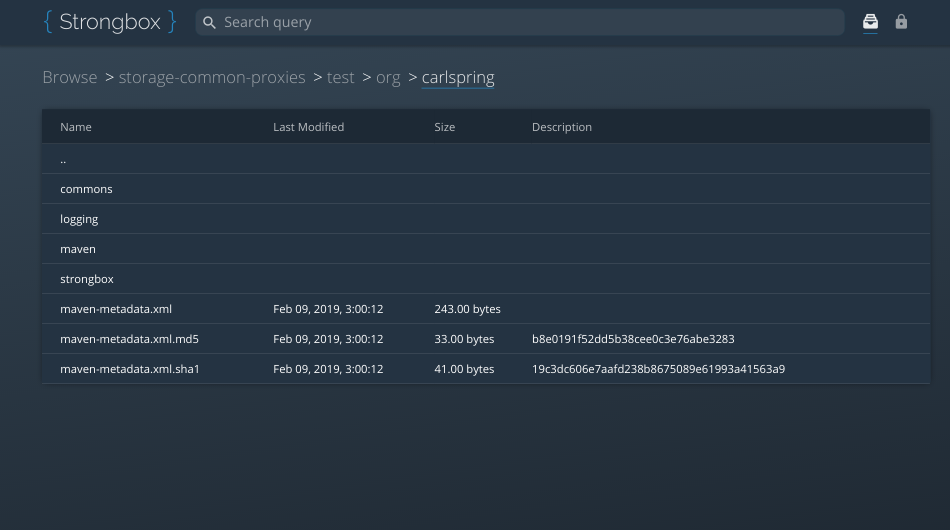 { Strongbox }
Search query
Browse > storage-common-proxies > test > org > carlspring
Name Last Modified Size Description
..
commons
logging
maven
strongbox
maven-metadata.xml Feb 09, 2019, 3:00:12 243.00 bytes
maven-metadata.xml.md5 Feb 09, 2019, 3:00:12 33.00 bytes b8e0191f52dd5b38cee0c3e76abe3283
maven-metadata.xml.sha1 Feb 09, 2019, 3:00:12 41.00 bytes 19c3dc606e7aafd238b8675089e61993a41563a9